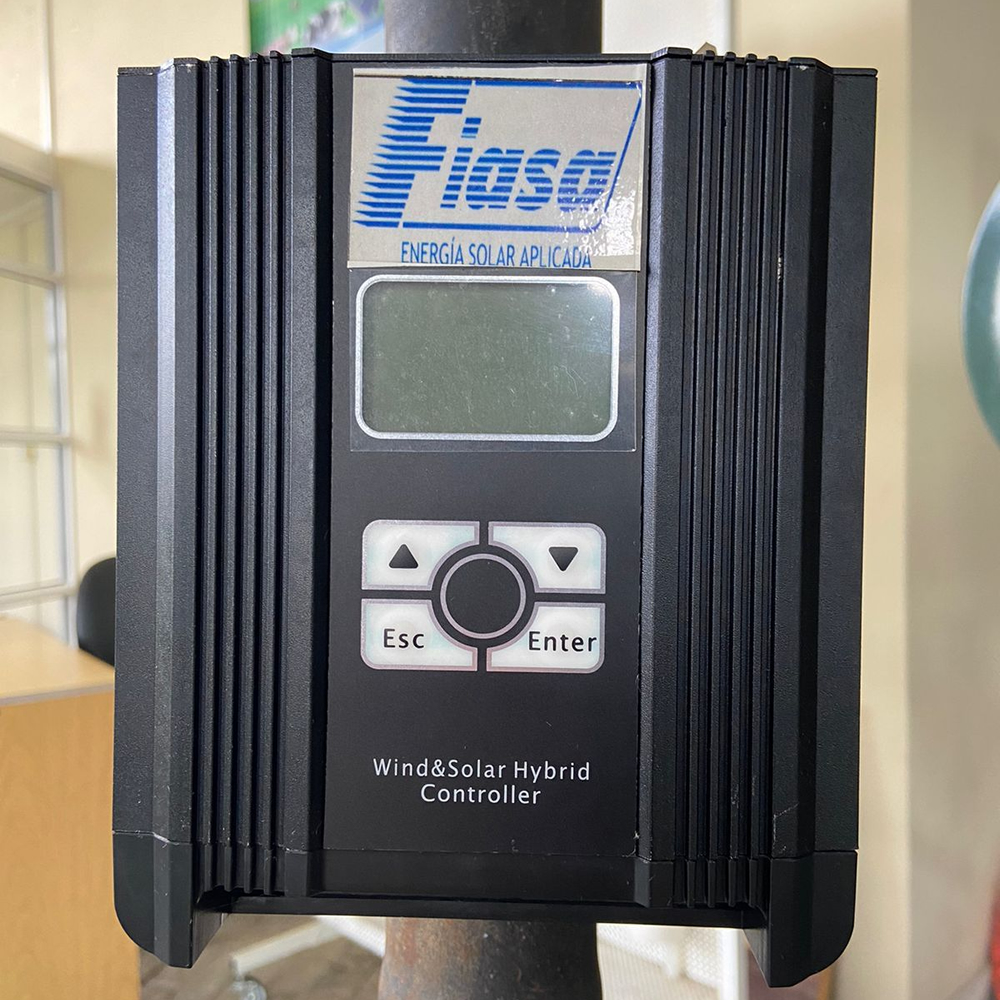 Fiasa
ENERGÍA SOLAR APLICADA
Esc
Enter
Wind&Solar Hybrid
Controller